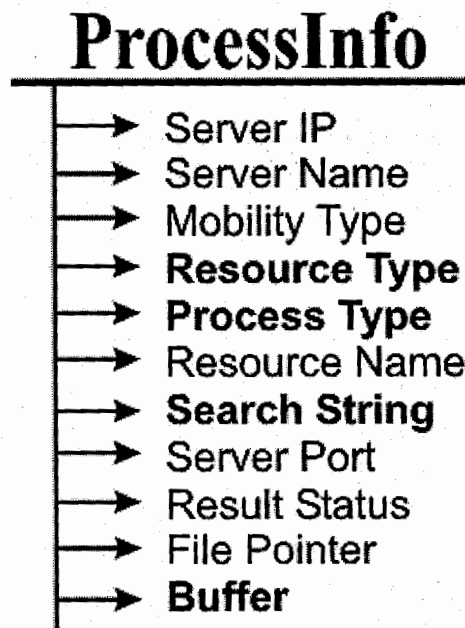 ProcessInfo
Server IP
Server Name
Mobility Type
Resource Type
Process Type
Resource Name
Search String
Server Port
Result Status
File Pointer
Buffer